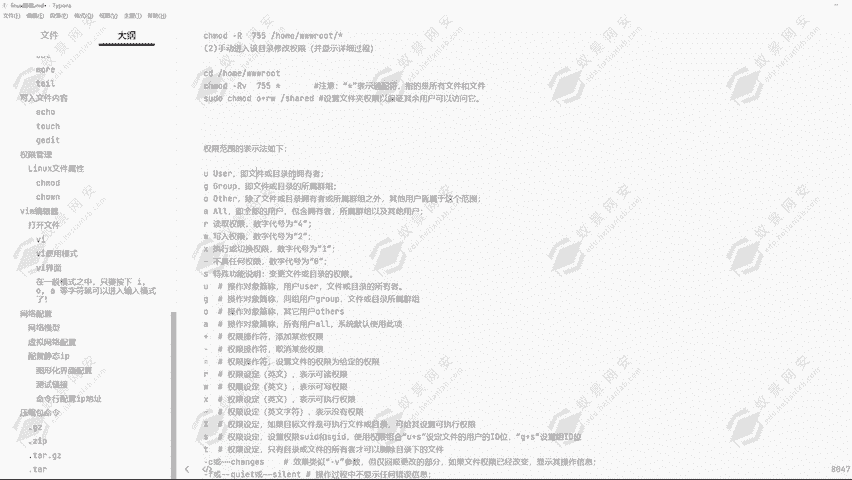 linux基础.md - Typora
文件(F) 编辑(E) 段落(P) 格式(O) 视图(V) 主题(T) 帮助(H)
文件 大纲
more
tail
写入文件内容
echo
touch
gedit
权限管理
Linux文件属性
chmod
chown
vim编辑器
打开文件
vi
vi使用模式
vi界面
在一般模式之中，只要按下 i,
o, a 等字符就可以进入输入模式
了！
网络配置
网络模型
虚拟网络配置
配置静态ip
图形化界面配置
测试链接
命令行配置ip地址
压缩包命令
.gz
.zip
.tar.gz
.tar
chmod -R 755 /home/wwwroot/*
(2)手动进入该目录修改权限（并显示详细过程）
cd /home/wwwroot
chmod -Rv 755 * #注意：“*”表示通配符，指的是所有文件和文件
sudo chmod o+rw /shared #设置文件夹权限以保证其余用户可以访问它。
权限范围的表示法如下：
u User，即文件或目录的拥有者；
g Group，即文件或目录的所属群组；
o Other，除了文件或目录拥有者或所属群组之外，其他用户皆属于这个范围；
a All，即全部的用户，包含拥有者，所属群组以及其他用户；
r 读取权限，数字代号为“4”；
w 写入权限，数字代号为“2”；
x 执行或切换权限，数字代号为“1”；
- 不具任何权限，数字代号为“0”；
s 特殊功能说明：变更文件或目录的权限。
u # 操作对象简称，用户user，文件或目录的所有者。
g # 操作对象简称，同组用户group，文件或目录所属群组
o # 操作对象简称，其它用户others
a # 操作对象简称，所有用户all，系统默认使用此项
+ # 权限操作符，添加某些权限
- # 权限操作符，取消某些权限
= # 权限操作符，设置文件的权限为给定的权限
r # 权限设定（英文），表示可读权限
w # 权限设定（英文），表示可写权限
x # 权限设定（英文），表示可执行权限
- # 权限设定（英文字符），表示没有权限
X # 权限设定，如果目标文件是可执行文件或目录，可给其设置可执行权限
s # 权限设定，设置权限suid和sgid，使用权限组合“u+s”设定文件的用户的ID位，“g+s”设置组ID位
t # 权限设定，只有目录或文件的所有者才可以删除目录下的文件
-c或--changes # 效果类似“-v”参数，但仅回报更改的部分，如果文件权限已经改变，显示其操作信息；
-f或--quiet或--silent # 操作过程中不显示任何错误信息；
8047
蚁景网安